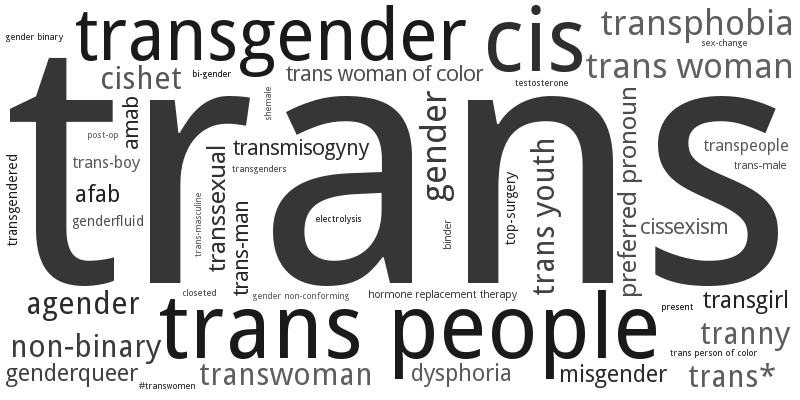 gender binary
transgender
cis
transphobia
sex-change
cishet
bi-gender
trans woman of color
trans woman
testosterone
trans
shemale
amab
post-op
transmisogyny
gender
preferred pronoun
transpeople
trans-boy
transgenders
trans-male
transgendered
afab
transsexual
trans youth
top-surgery
genderfluid
trans-masculine
trans-man
electrolysis
binder
cissexism
closeted
gender non-conforming
hormone replacement therapy
agender
trans people
present
transgirl
non-binary
tranny
trans person of color
genderqueer
#transwomen
transwoman
dysphoria
misgender
trans*